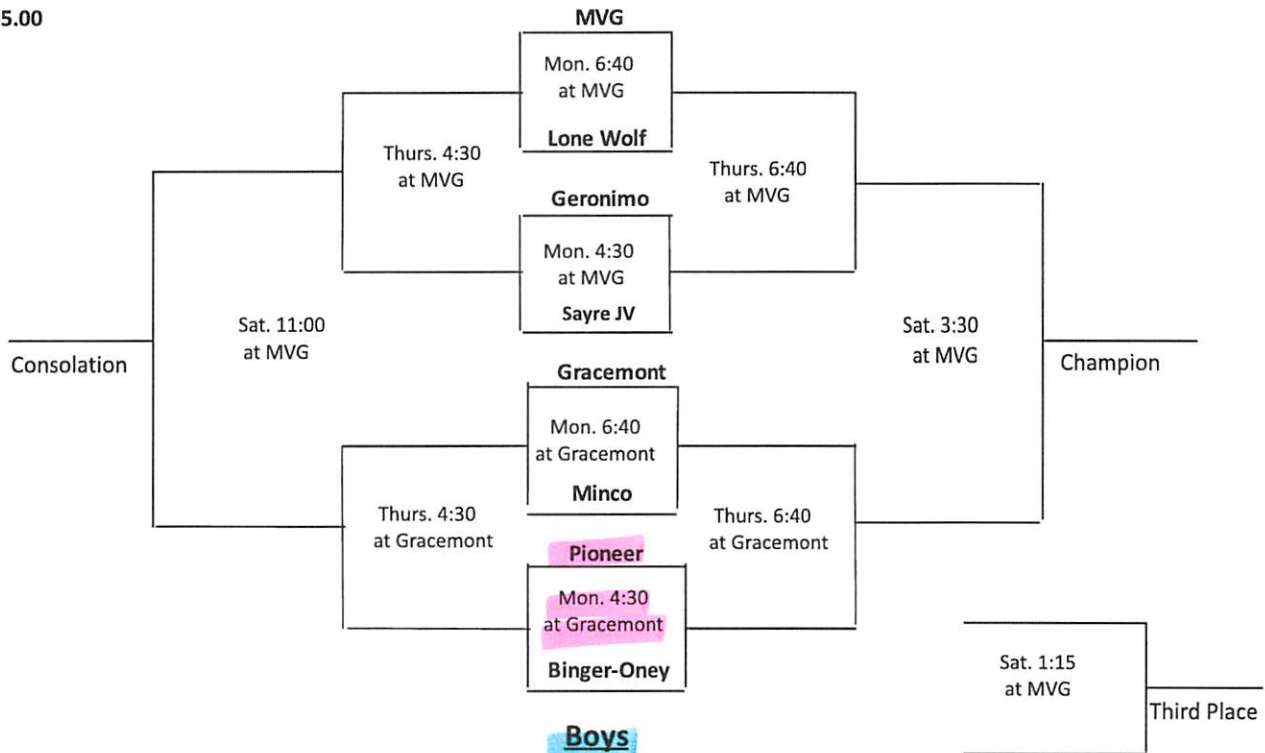 5.00
MVG
Mon. 6:40
at MVG
Lone Wolf
Thurs. 4:30
at MVG
Thurs. 6:40
at MVG
Geronimo
Mon. 4:30
at MVG
Sayre JV
Sat. 11:00
at MVG
Sat. 3:30
at MVG
Consolation
Champion
Gracemont
Mon. 6:40
at Gracemont
Minco
Thurs. 4:30
at Gracemont
Thurs. 6:40
at Gracemont
Pioneer
Mon. 4:30
at Gracemont
Binger-Oney
Sat. 1:15
at MVG
Third Place
Boys